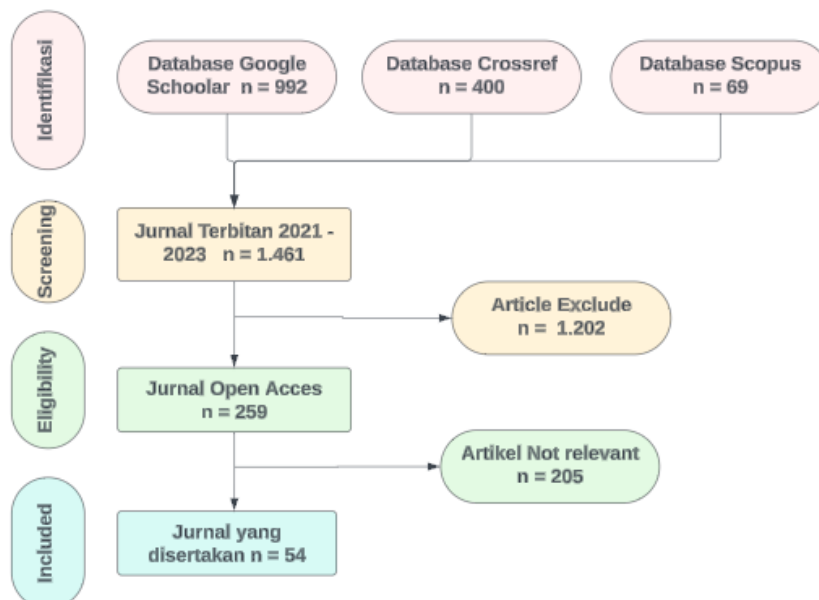 Identifikasi
Database Google
Schoolar n = 992
Database Crossref
n = 400
Database Scopus
n = 69
Screening
Jurnal Terbitan 2021 -
2023 n = 1.461
Article Exclude
n = 1.202
Eligibility
Jurnal Open Acces
n = 259
Artikel Not relevant
n = 205
Included
Jurnal yang
disertakan n = 54